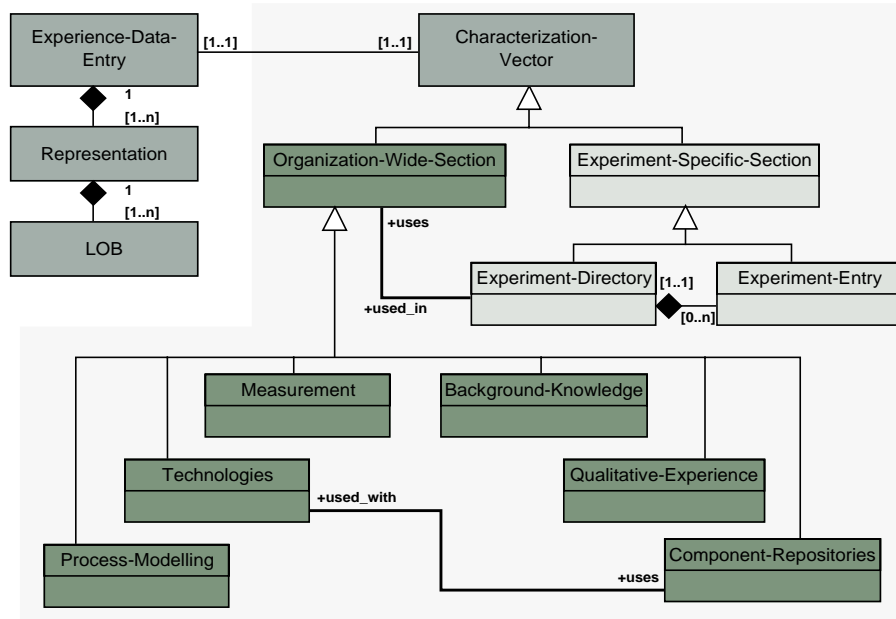 Experience-Data-
Entry
[1..1]
[1..1]
Characterization-
Vector
1
[1..n]
Representation
Organization-Wide-Section
Experiment-Specific-Section
1
[1..n]
LOB
+uses
Experiment-Directory
[1..1]
Experiment-Entry
+used_in
[0..n]
Measurement
Background-Knowledge
Technologies
Qualitative-Experience
+used_with
Process-Modelling
Component-Repositories
+uses